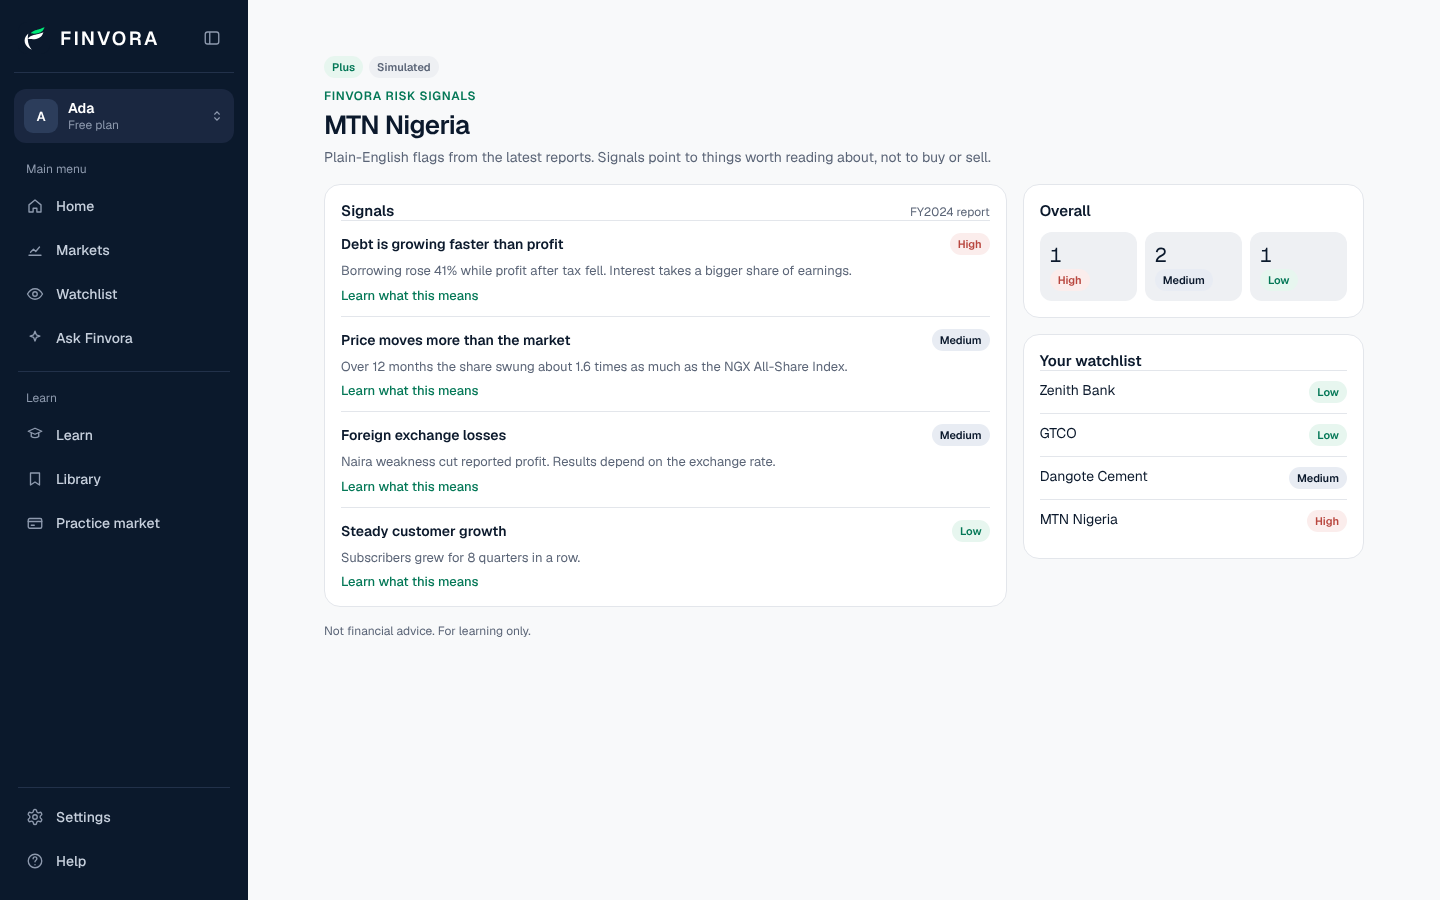 FINVORA
A
Ada
Free plan
Main menu
Home
Markets
Watchlist
Ask Finvora
Learn
Learn
Library
Practice market
Settings
Help
Plus
Simulated
FINVORA RISK SIGNALS
MTN Nigeria
Plain-English flags from the latest reports. Signals point to things worth reading about, not to buy or sell.
Signals
FY2024 report
Debt is growing faster than profit
High
Borrowing rose 41% while profit after tax fell. Interest takes a bigger share of earnings.
Learn what this means
Price moves more than the market
Medium
Over 12 months the share swung about 1.6 times as much as the NGX All-Share Index.
Learn what this means
Foreign exchange losses
Medium
Naira weakness cut reported profit. Results depend on the exchange rate.
Learn what this means
Steady customer growth
Low
Subscribers grew for 8 quarters in a row.
Learn what this means
Not financial advice. For learning only.
Overall
1
High
2
Medium
1
Low
Your watchlist
Zenith Bank
Low
GTCO
Low
Dangote Cement
Medium
MTN Nigeria
High